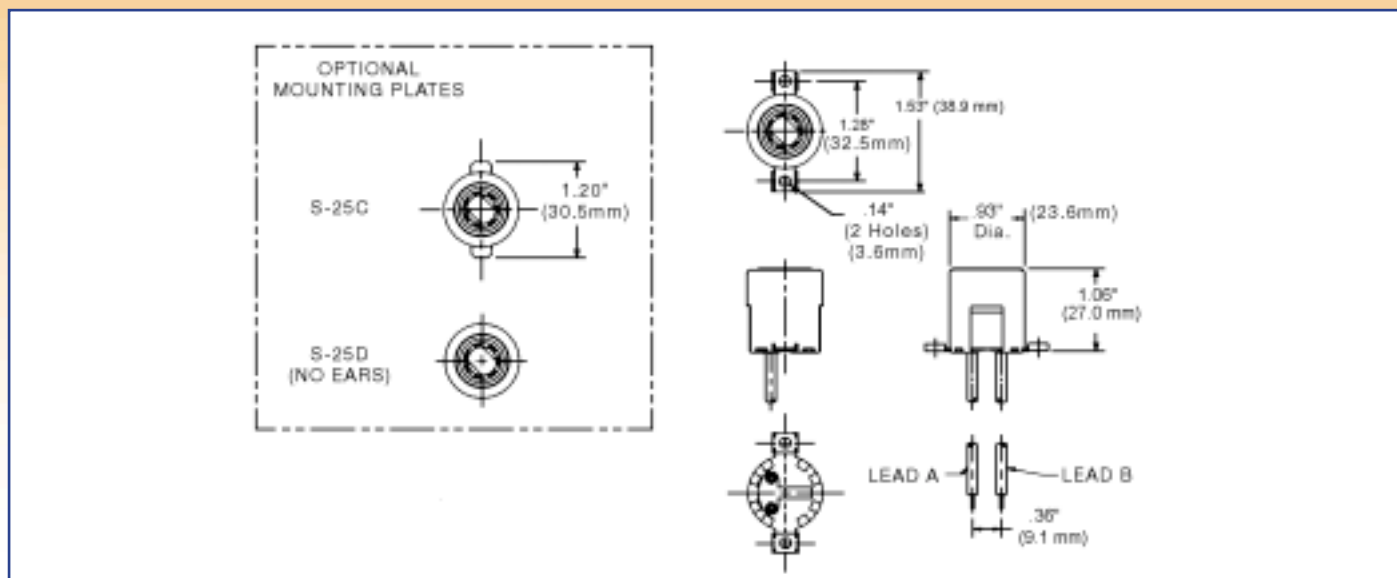 OPTIONAL
MOUNTING PLATES
S-25C
1.20"
(30.5mm)
S-25D
(NO EARS)
1.53" (38.9 mm)
1.28"
(32.5mm)
.14"
(2 Holes)
(3.6mm)
.93" (23.6mm)
Dia.
1.06"
(27.0 mm)
LEAD A
LEAD B
.36"
(9.1 mm)